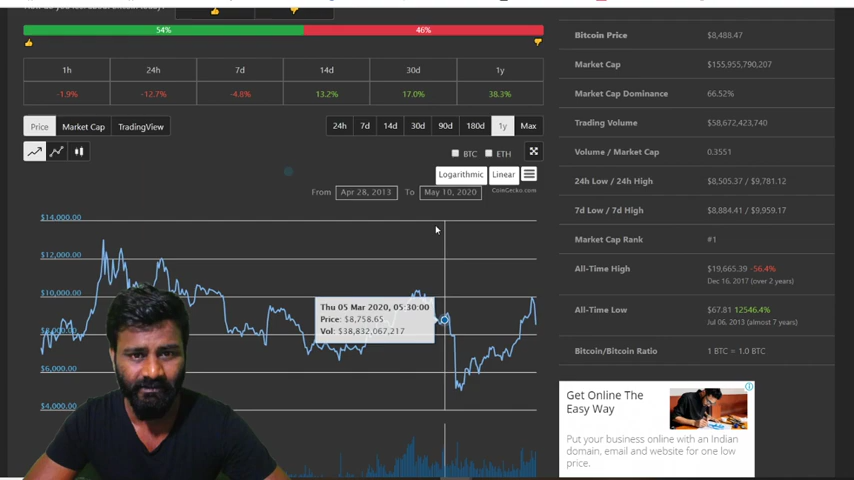 54% 46%
1h 24h 7d 14d 30d 1y
-1.9% -12.7% -4.8% 13.2% 17.0% 38.3%
Price Market Cap TradingView 24h 7d 14d 30d 90d 180d 1y Max
BTC ETH
Logarithmic Linear
From Apr 28, 2013 To May 10, 2020 CoinGecko.com
$14,000.00
$12,000.00
$10,000.00
$6,000.00
$4,000.00
Thu 05 Mar 2020, 05:30:00
Price: $8,758.65
Vol: $38,832,067,217
Bitcoin Price $8,488.47
Market Cap $155,955,790,207
Market Cap Dominance 66.52%
Trading Volume $58,672,423,740
Volume / Market Cap 0.3551
24h Low / 24h High $8,505.37 / $9,781.12
7d Low / 7d High $8,884.41 / $9,959.17
Market Cap Rank #1
All-Time High $19,665.39 -56.4%
Dec 16, 2017 (over 2 years)
All-Time Low $67.81 12546.4%
Jul 06, 2013 (almost 7 years)
Bitcoin/Bitcoin Ratio 1 BTC = 1.0 BTC
Get Online The
Easy Way
Put your business online with an Indian
domain, email and website for one low
price.